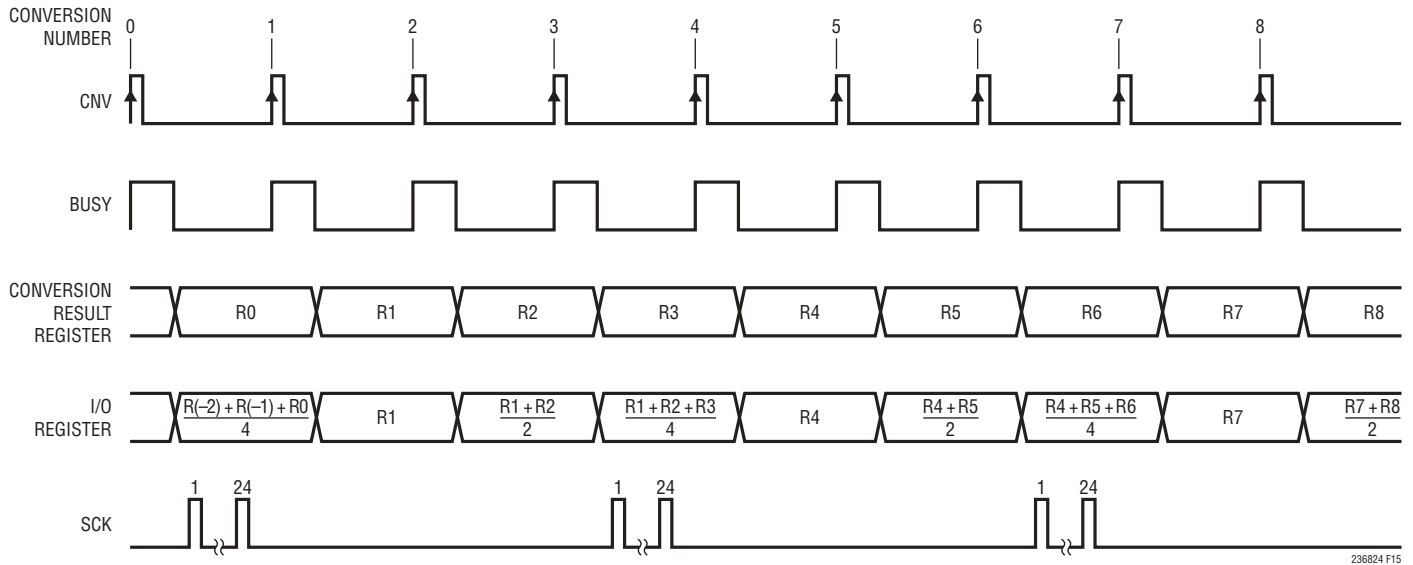 CONVERSION
NUMBER
0 1 2 3 4 5 6 7 8
CNV
BUSY
CONVERSION
RESULT
REGISTER
R0 R1 R2 R3 R4 R5 R6 R7 R8
I/O
REGISTER
R(–2) + R(–1) + R0
4
R1
R1 + R2
2
R1 + R2 + R3
4
R4
R4 + R5
2
R4 + R5 + R6
4
R7
R7 + R8
2
SCK
1 24 1 24 1 24
236824 F15